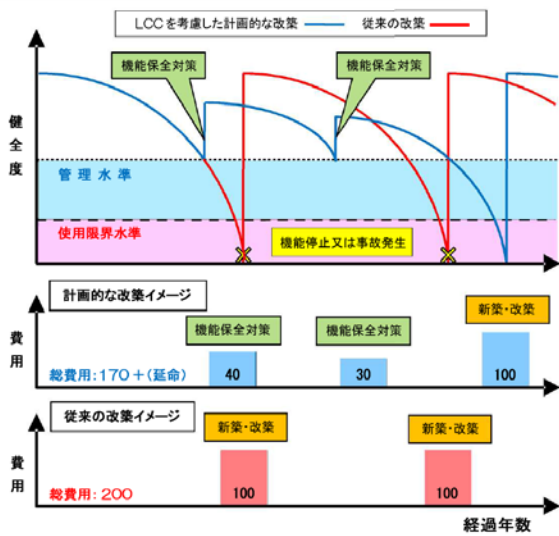 LCCを考慮した計画的な改築 従来の改築
機能保全対策
機能保全対策
健全度
管理水準
使用限界水準
機能停止又は事故発生
計画的な改築イメージ
新築・改築
機能保全対策
機能保全対策
費用
総費用:170+(延命)
40
30
100
従来の改築イメージ
新築・改築
新築・改築
費用
総費用:200
100
100
経過年数